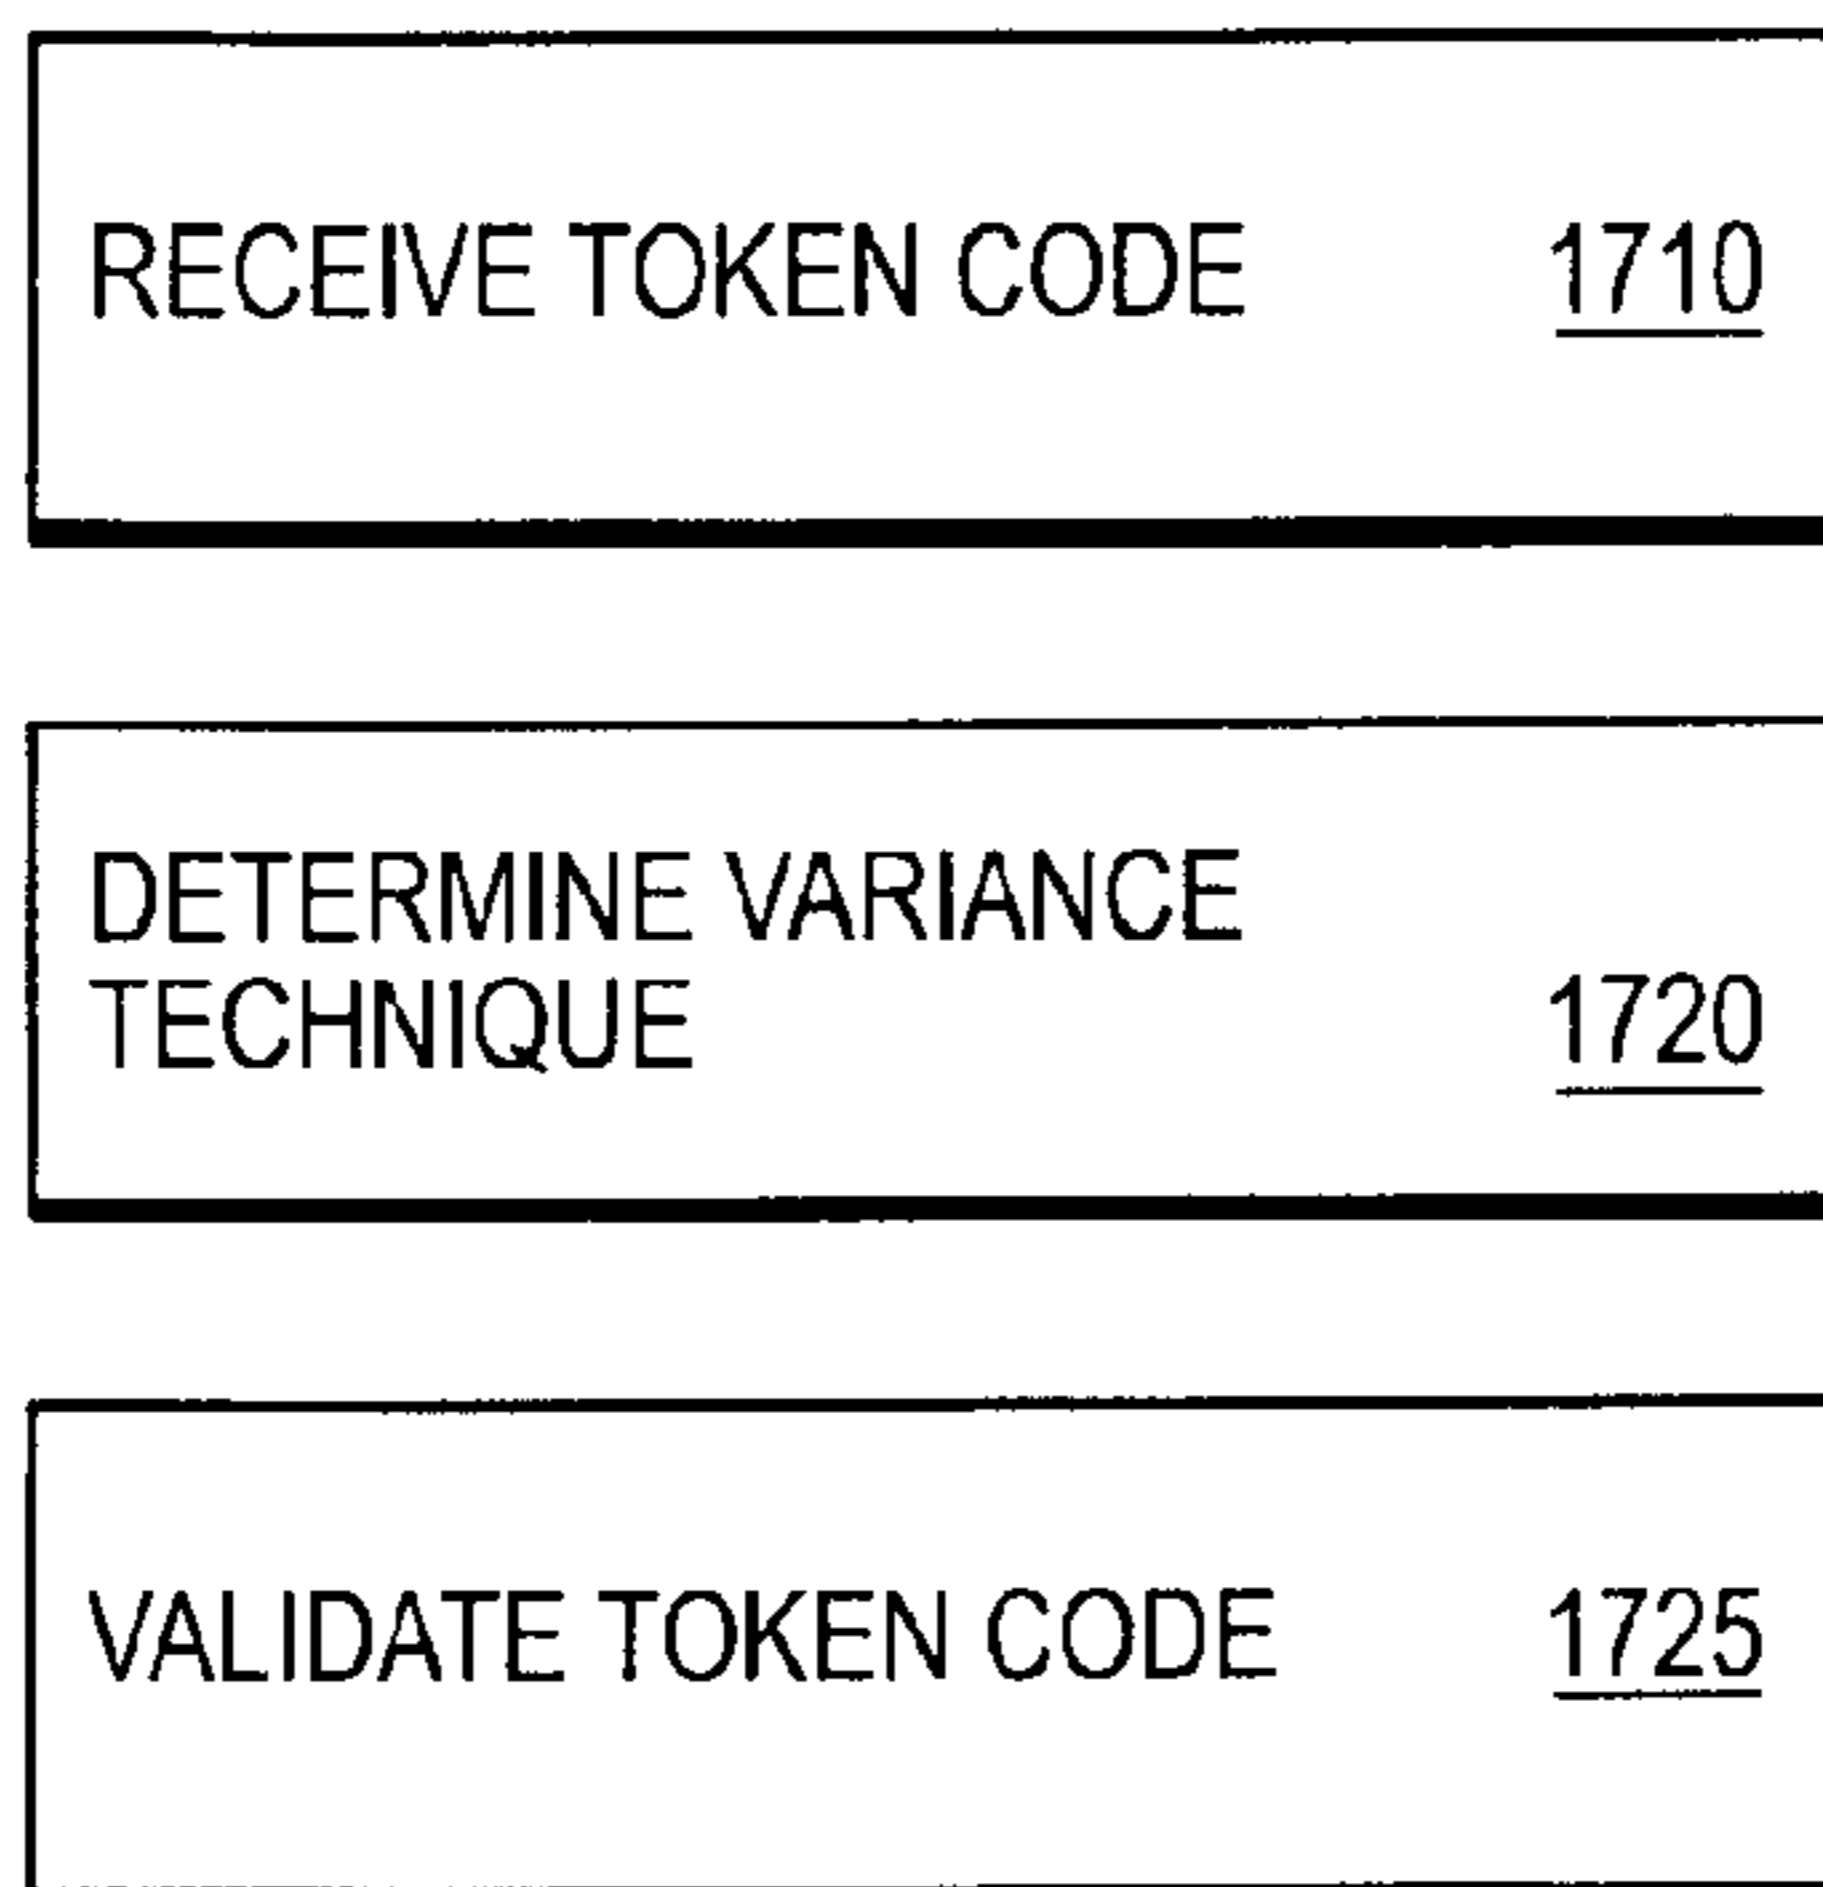 RECEIVE TOKEN CODE 1710
DETERMINE VARIANCE
TECHNIQUE 1720
VALIDATE TOKEN CODE 1725